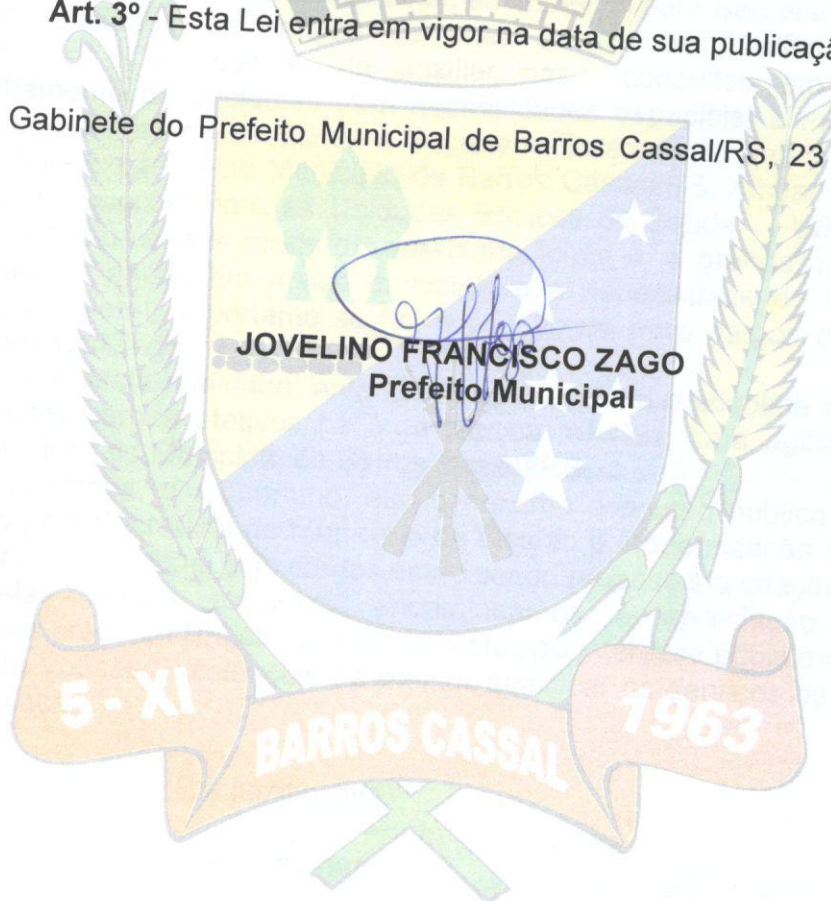 Art. 3º - Esta Lei entra em vigor na data de sua publicaçã
Gabinete do Prefeito Municipal de Barros Cassal/RS, 23
JOVELINO FRANCISCO ZAGO
Prefeito Municipal
5 - XI
BARROS CASSAL
1963